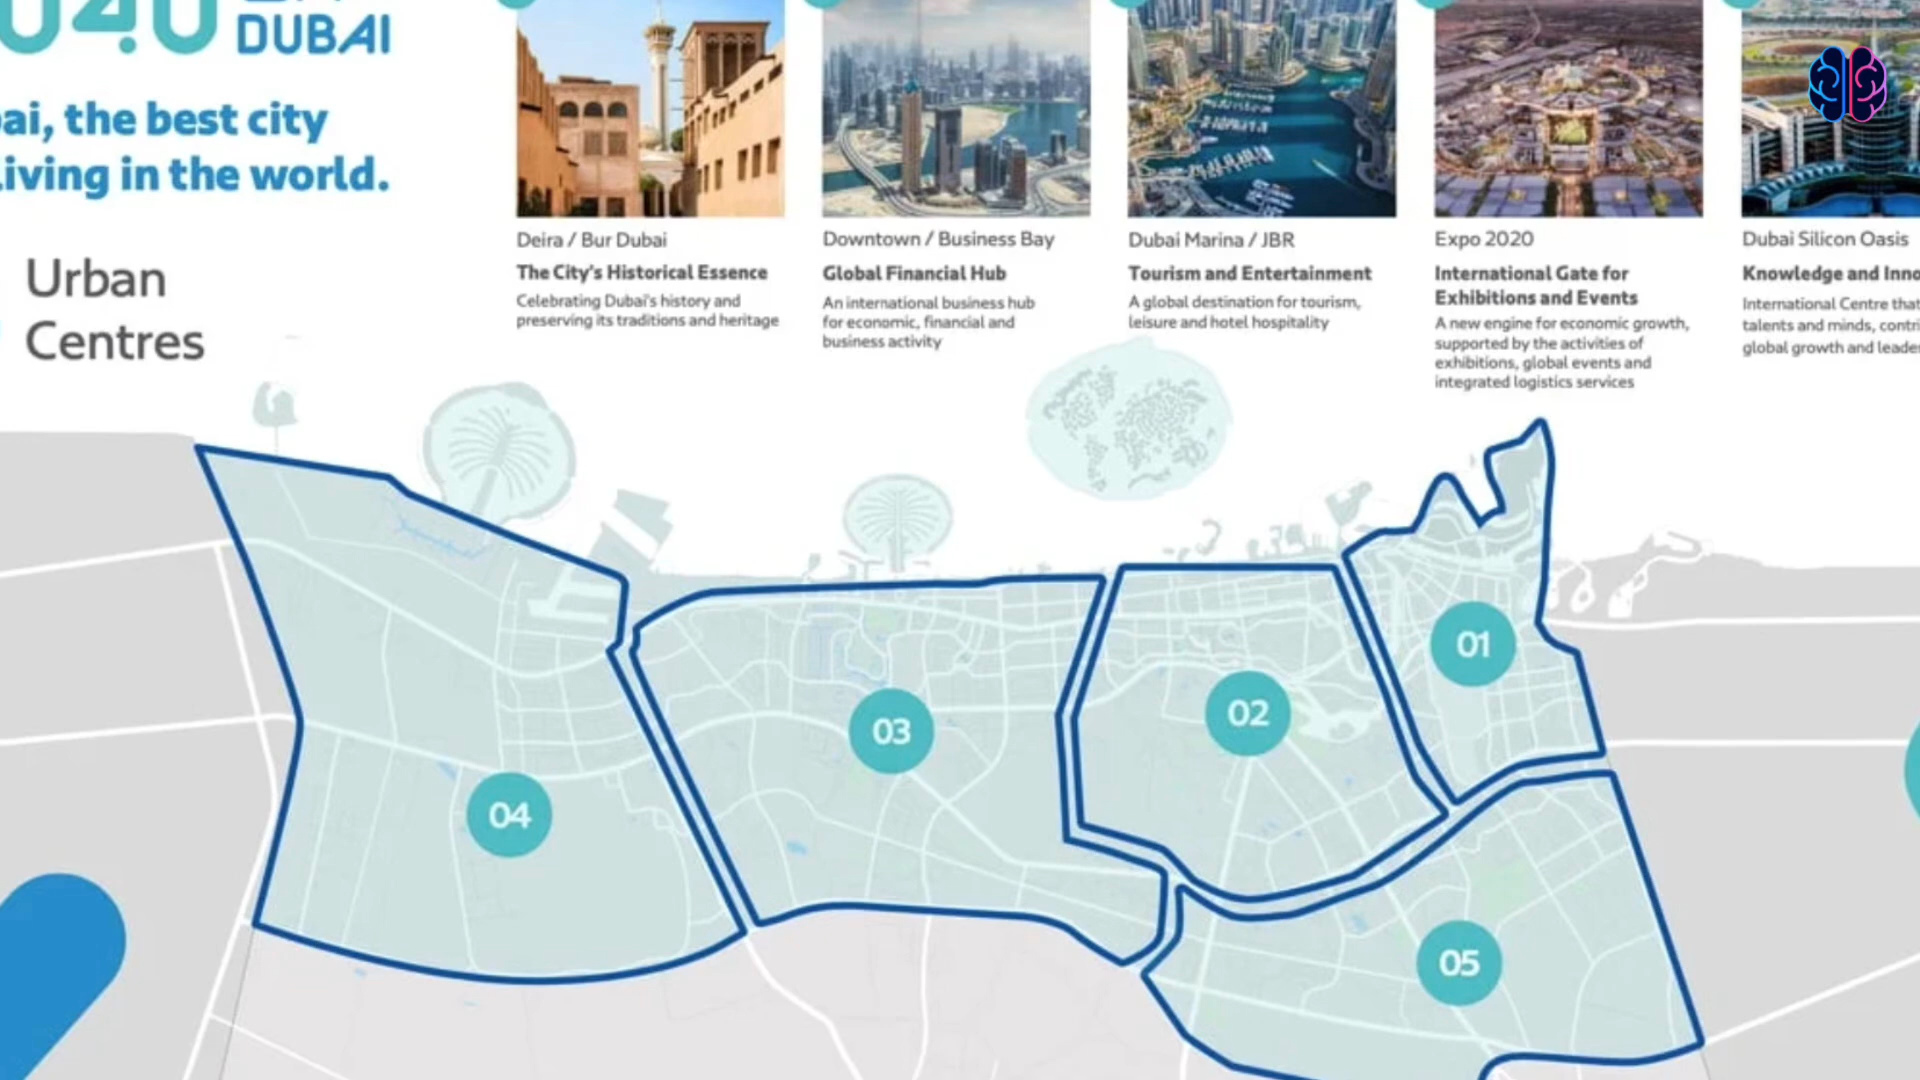 040
DUBAI
ai, the best city
living in the world.
Urban
Centres
Deira / Bur Dubai
The City's Historical Essence
Celebrating Dubai's history and
preserving its traditions and heritage
Downtown / Business Bay
Global Financial Hub
An international business hub
for economic, financial and
business activity
Dubai Marina / JBR
Tourism and Entertainment
A global destination for tourism,
leisure and hotel hospitality
Expo 2020
International Gate for
Exhibitions and Events
A new engine for economic growth,
supported by the activities of
exhibitions, global events and
integrated logistics services
Dubai Silicon Oasis
Knowledge and Inno
International Centre that
talents and minds, contri
global growth and leader
01
02
03
04
05